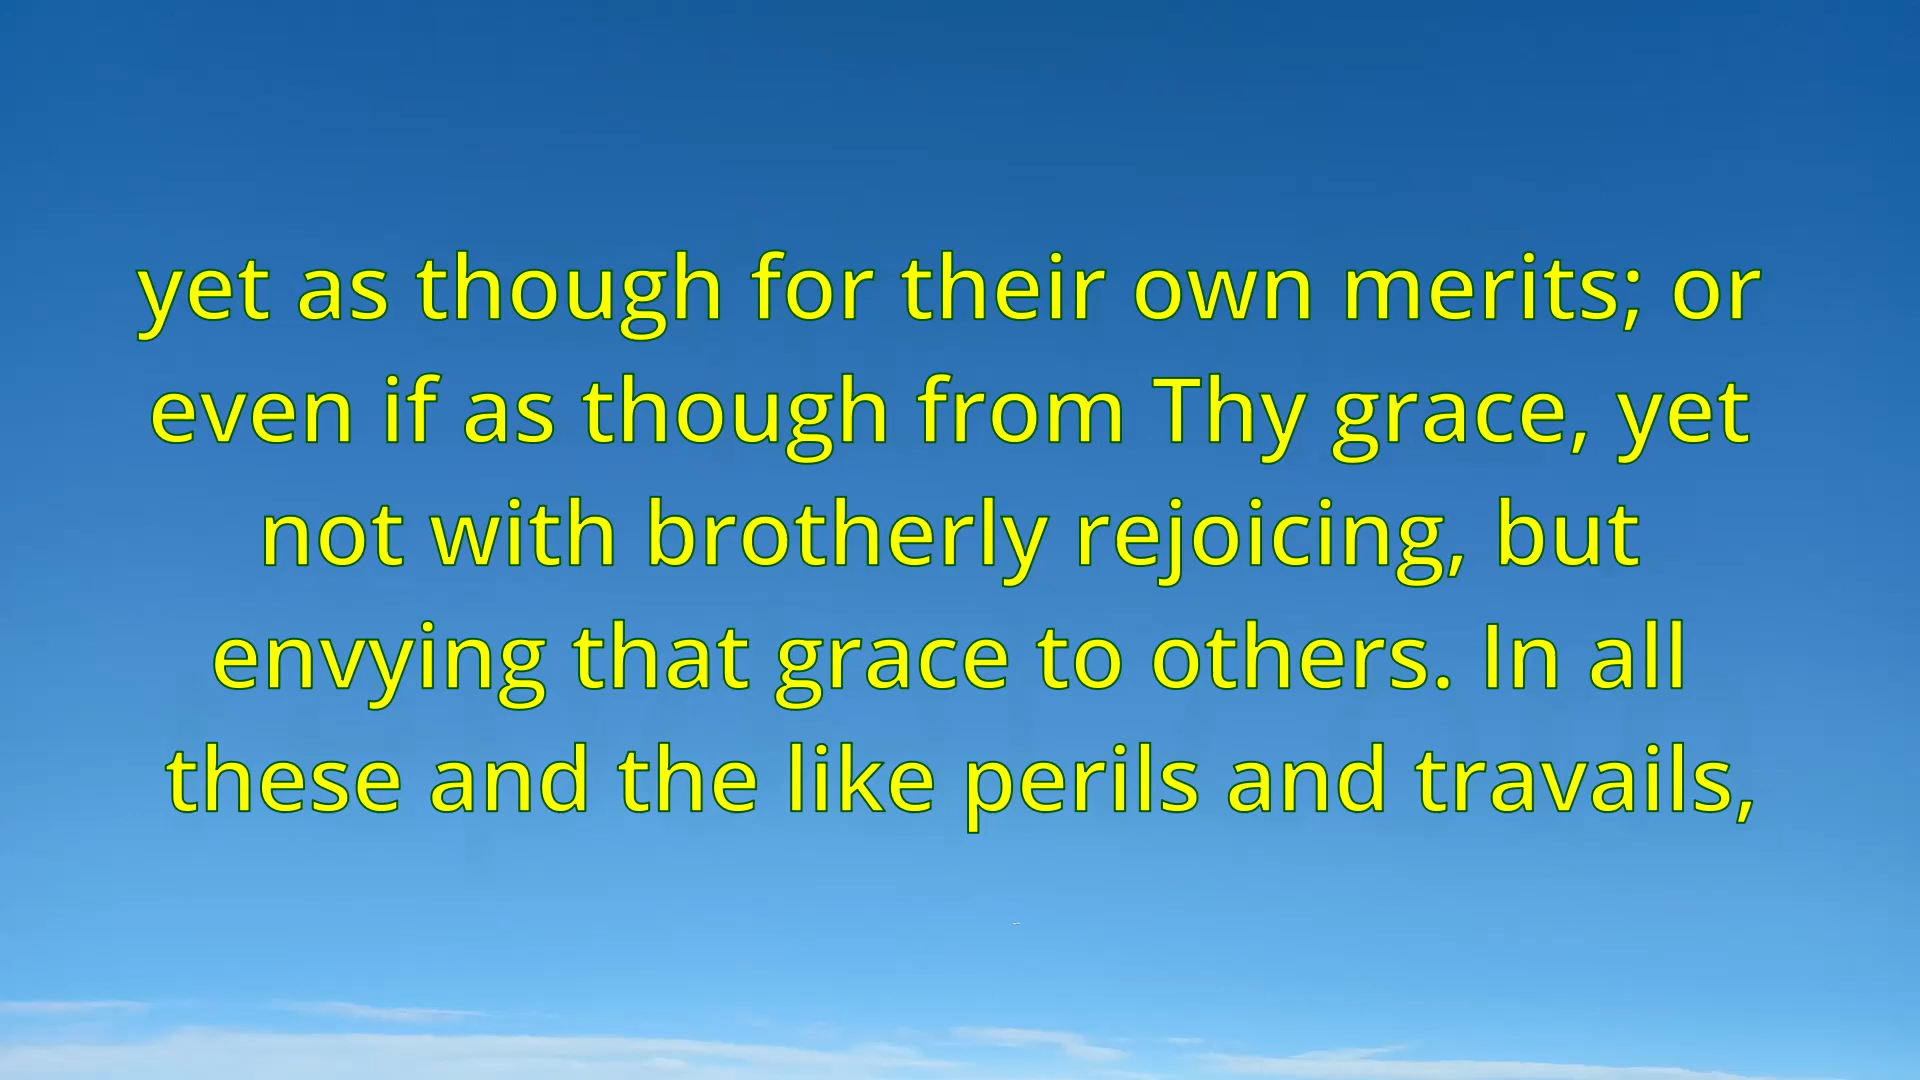 yet as though for their own merits; or
even if as though from Thy grace, yet
not with brotherly rejoicing, but
envying that grace to others. In all
these and the like perils and travails,